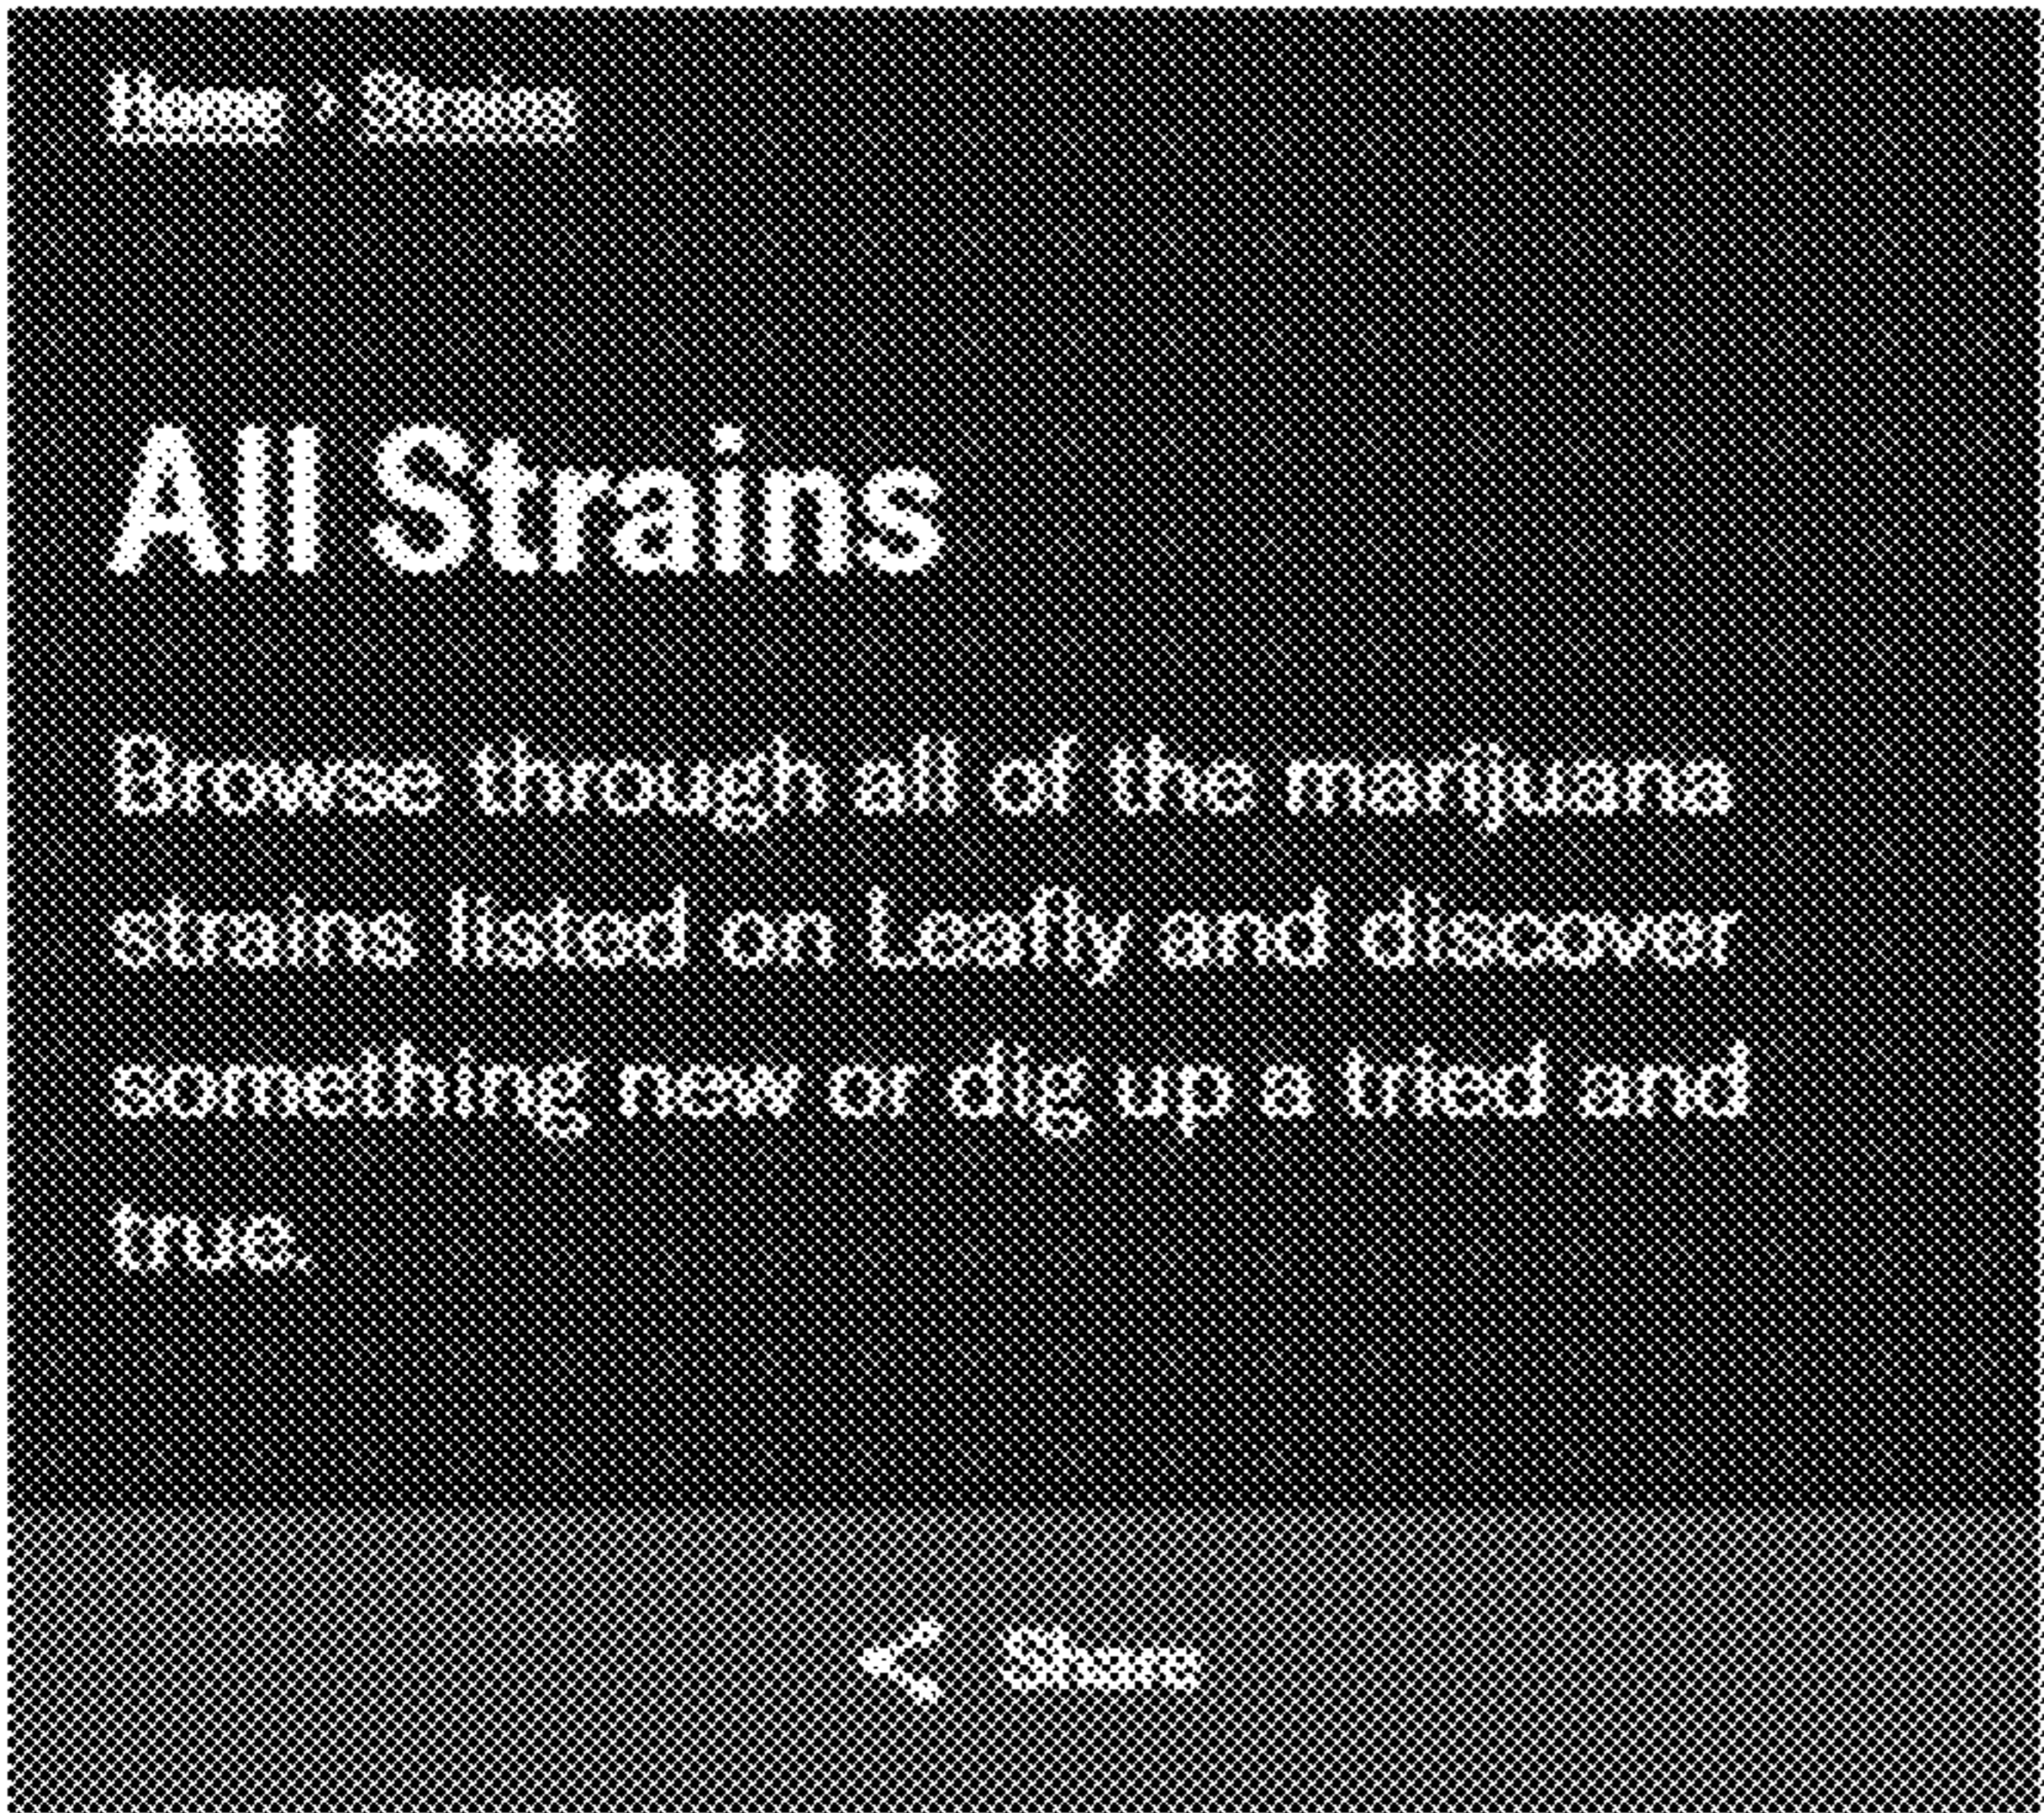 Home > Strains
All Strains
Browse through all of the marijuana
strains listed on Leafly and discover
something new or dig up a tried and
true.
Share